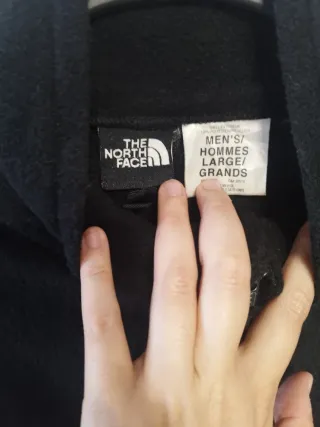 THE
NORTH
FACE
MEN'S/
HOMMES
LARGE/
GRANDS